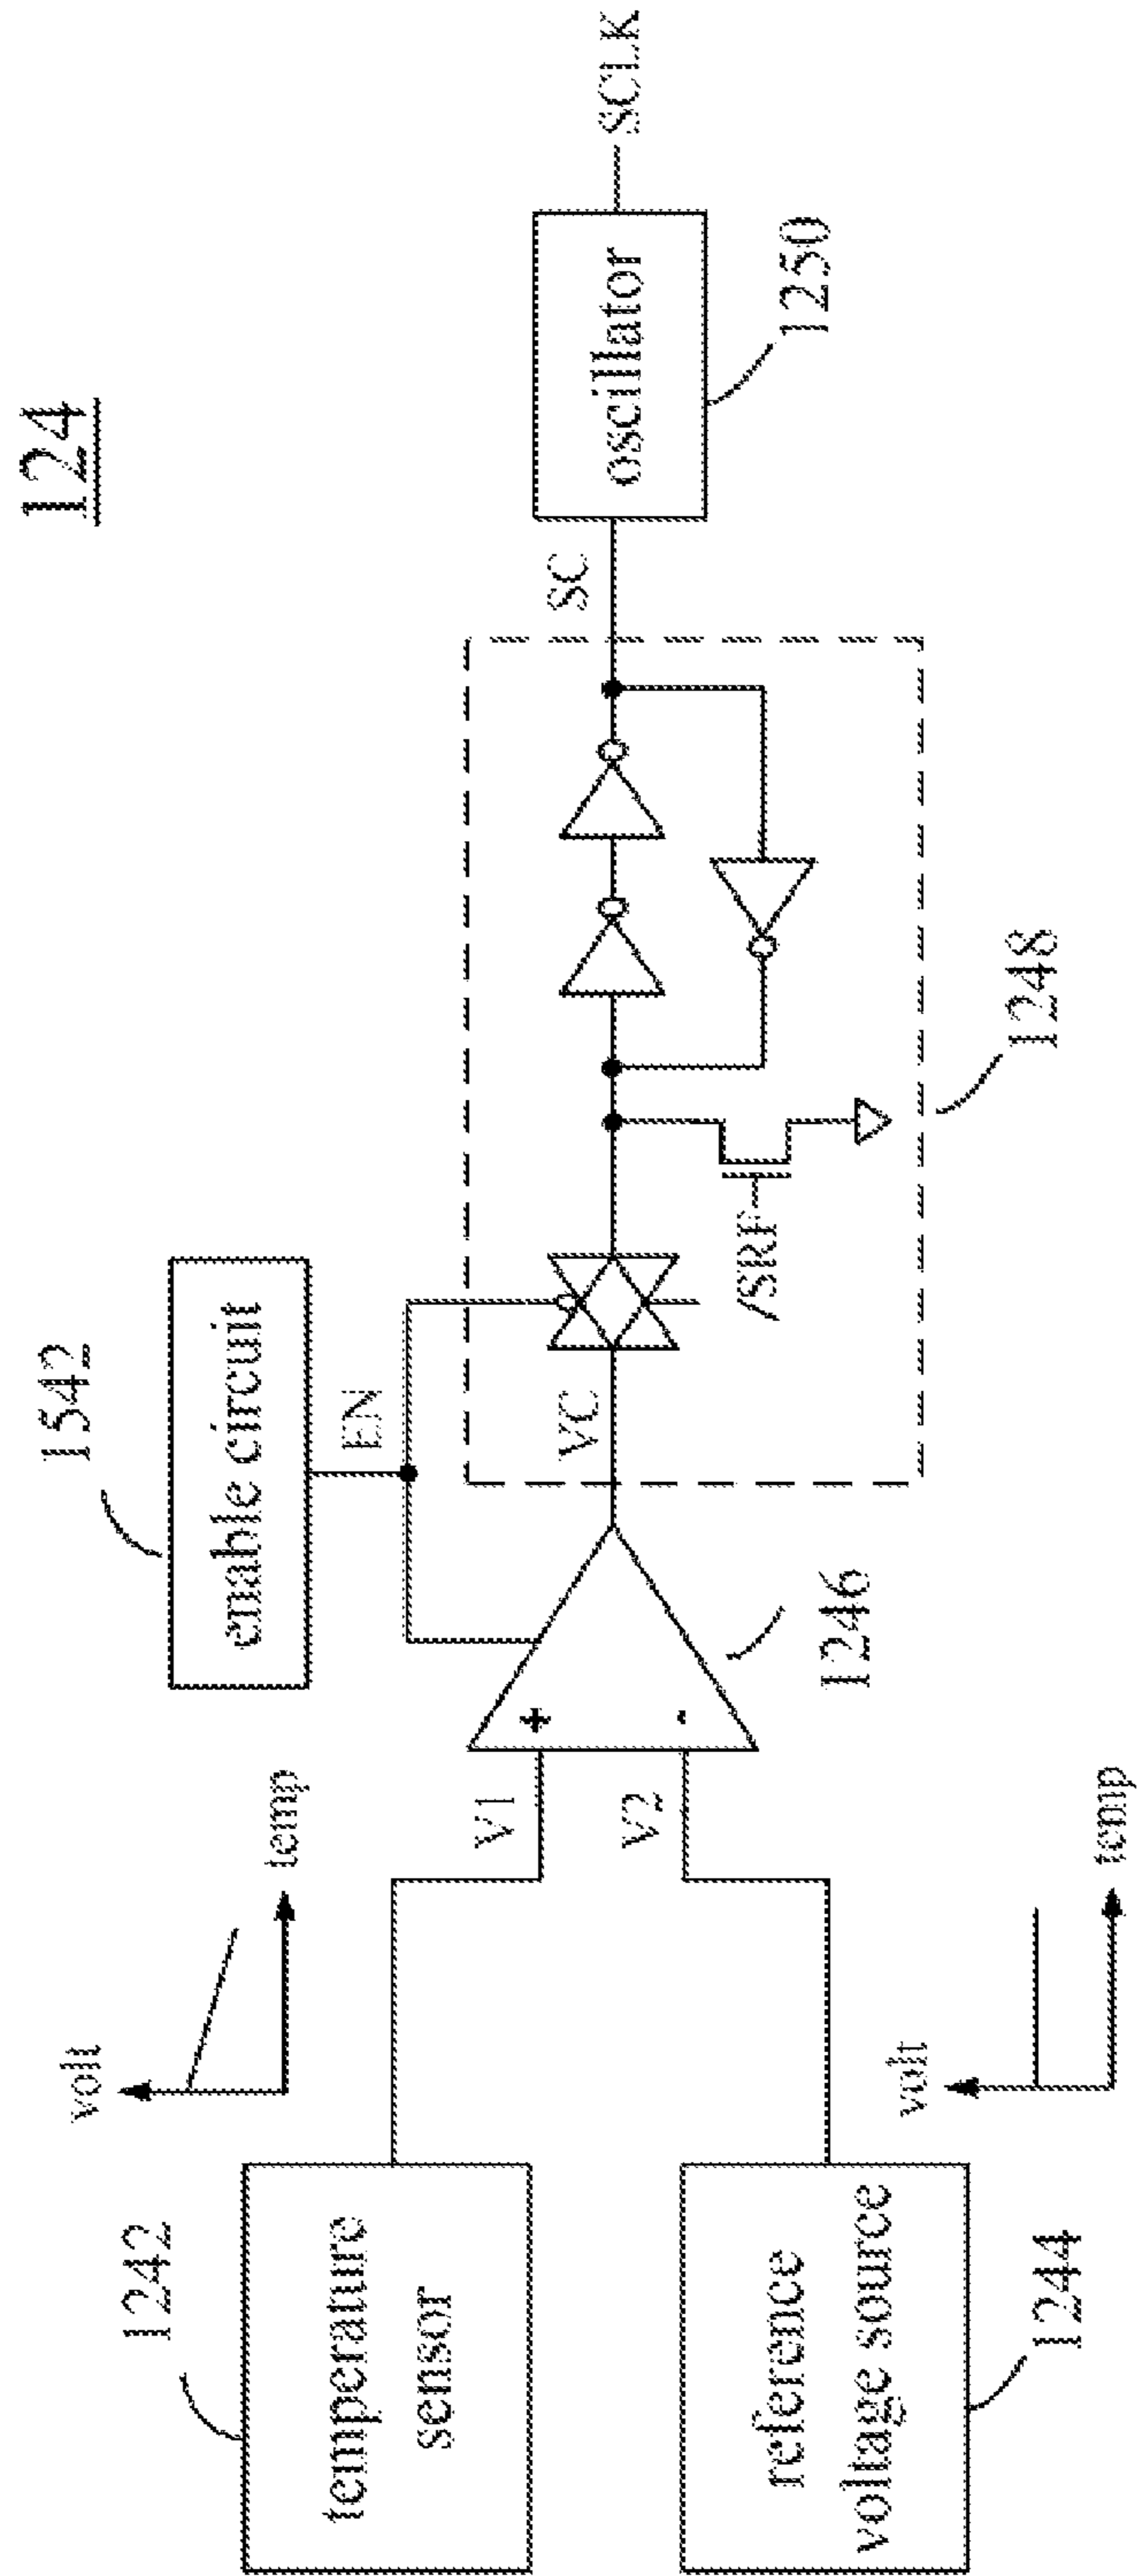 124
1542
enable circuit
EN
1242
temperature
sensor
volt
temp
V1
+
V2
-
1246
VC
/SRF
1248
SC
oscillator
1250
SCLK
reference
voltage source
1244
volt
temp